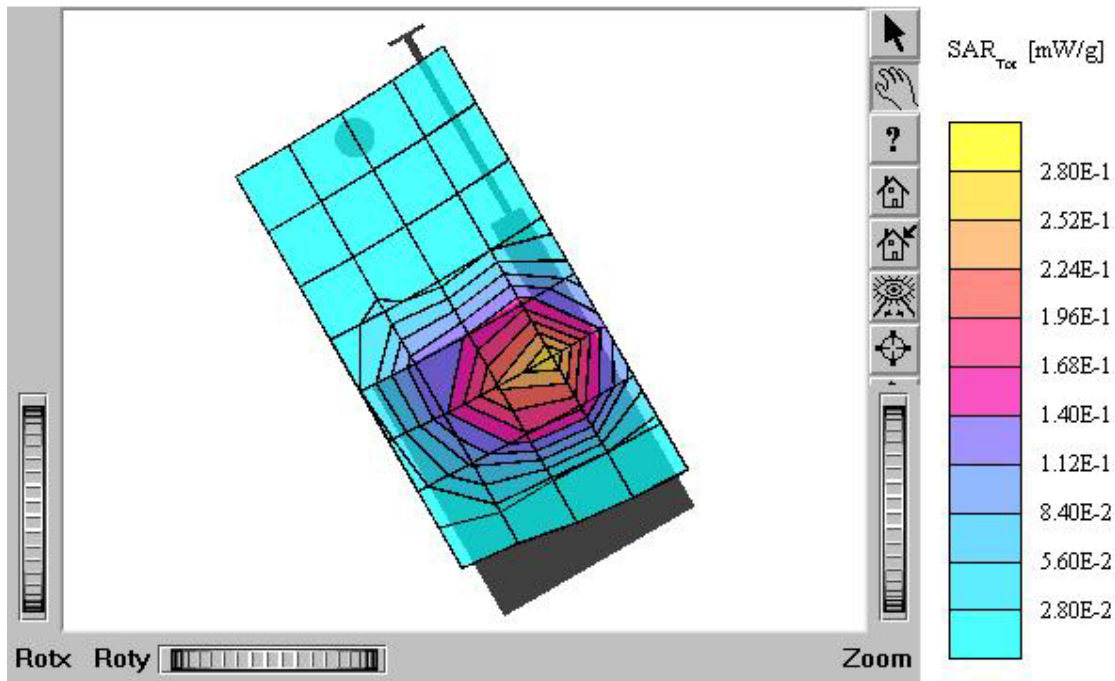 SAR_Tot [mW/g]
?
2.80E-1
2.52E-1
2.24E-1
1.96E-1
1.68E-1
1.40E-1
1.12E-1
8.40E-2
5.60E-2
2.80E-2
Rotx Roty Zoom